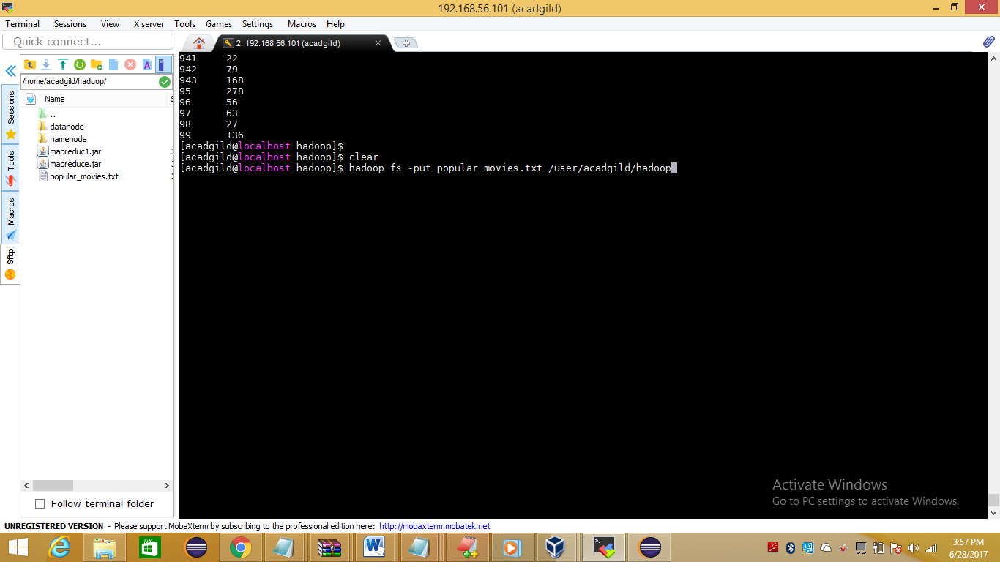 192.168.56.101 (acadgild)
Terminal Sessions View X server Tools Games Settings Macros Help
Quick connect...
2. 192.168.56.101 (acadgild)
/home/acadgild/hadoop/
Name
..
datanode
namenode
mapreduc1.jar
mapreduce.jar
popular_movies.txt
Sessions
Tools
Macros
Sftp
Follow terminal folder
941 22
942 79
943 168
95 278
96 56
97 63
98 27
99 136
[acadgild@localhost hadoop]$
[acadgild@localhost hadoop]$ clear
[acadgild@localhost hadoop]$ hadoop fs -put popular_movies.txt /user/acadgild/hadoop
Activate Windows
Go to PC settings to activate Windows.
UNREGISTERED VERSION - Please support MobaXterm by subscribing to the professional edition here: http://mobaxterm.mobatek.net
3:57 PM
6/28/2017